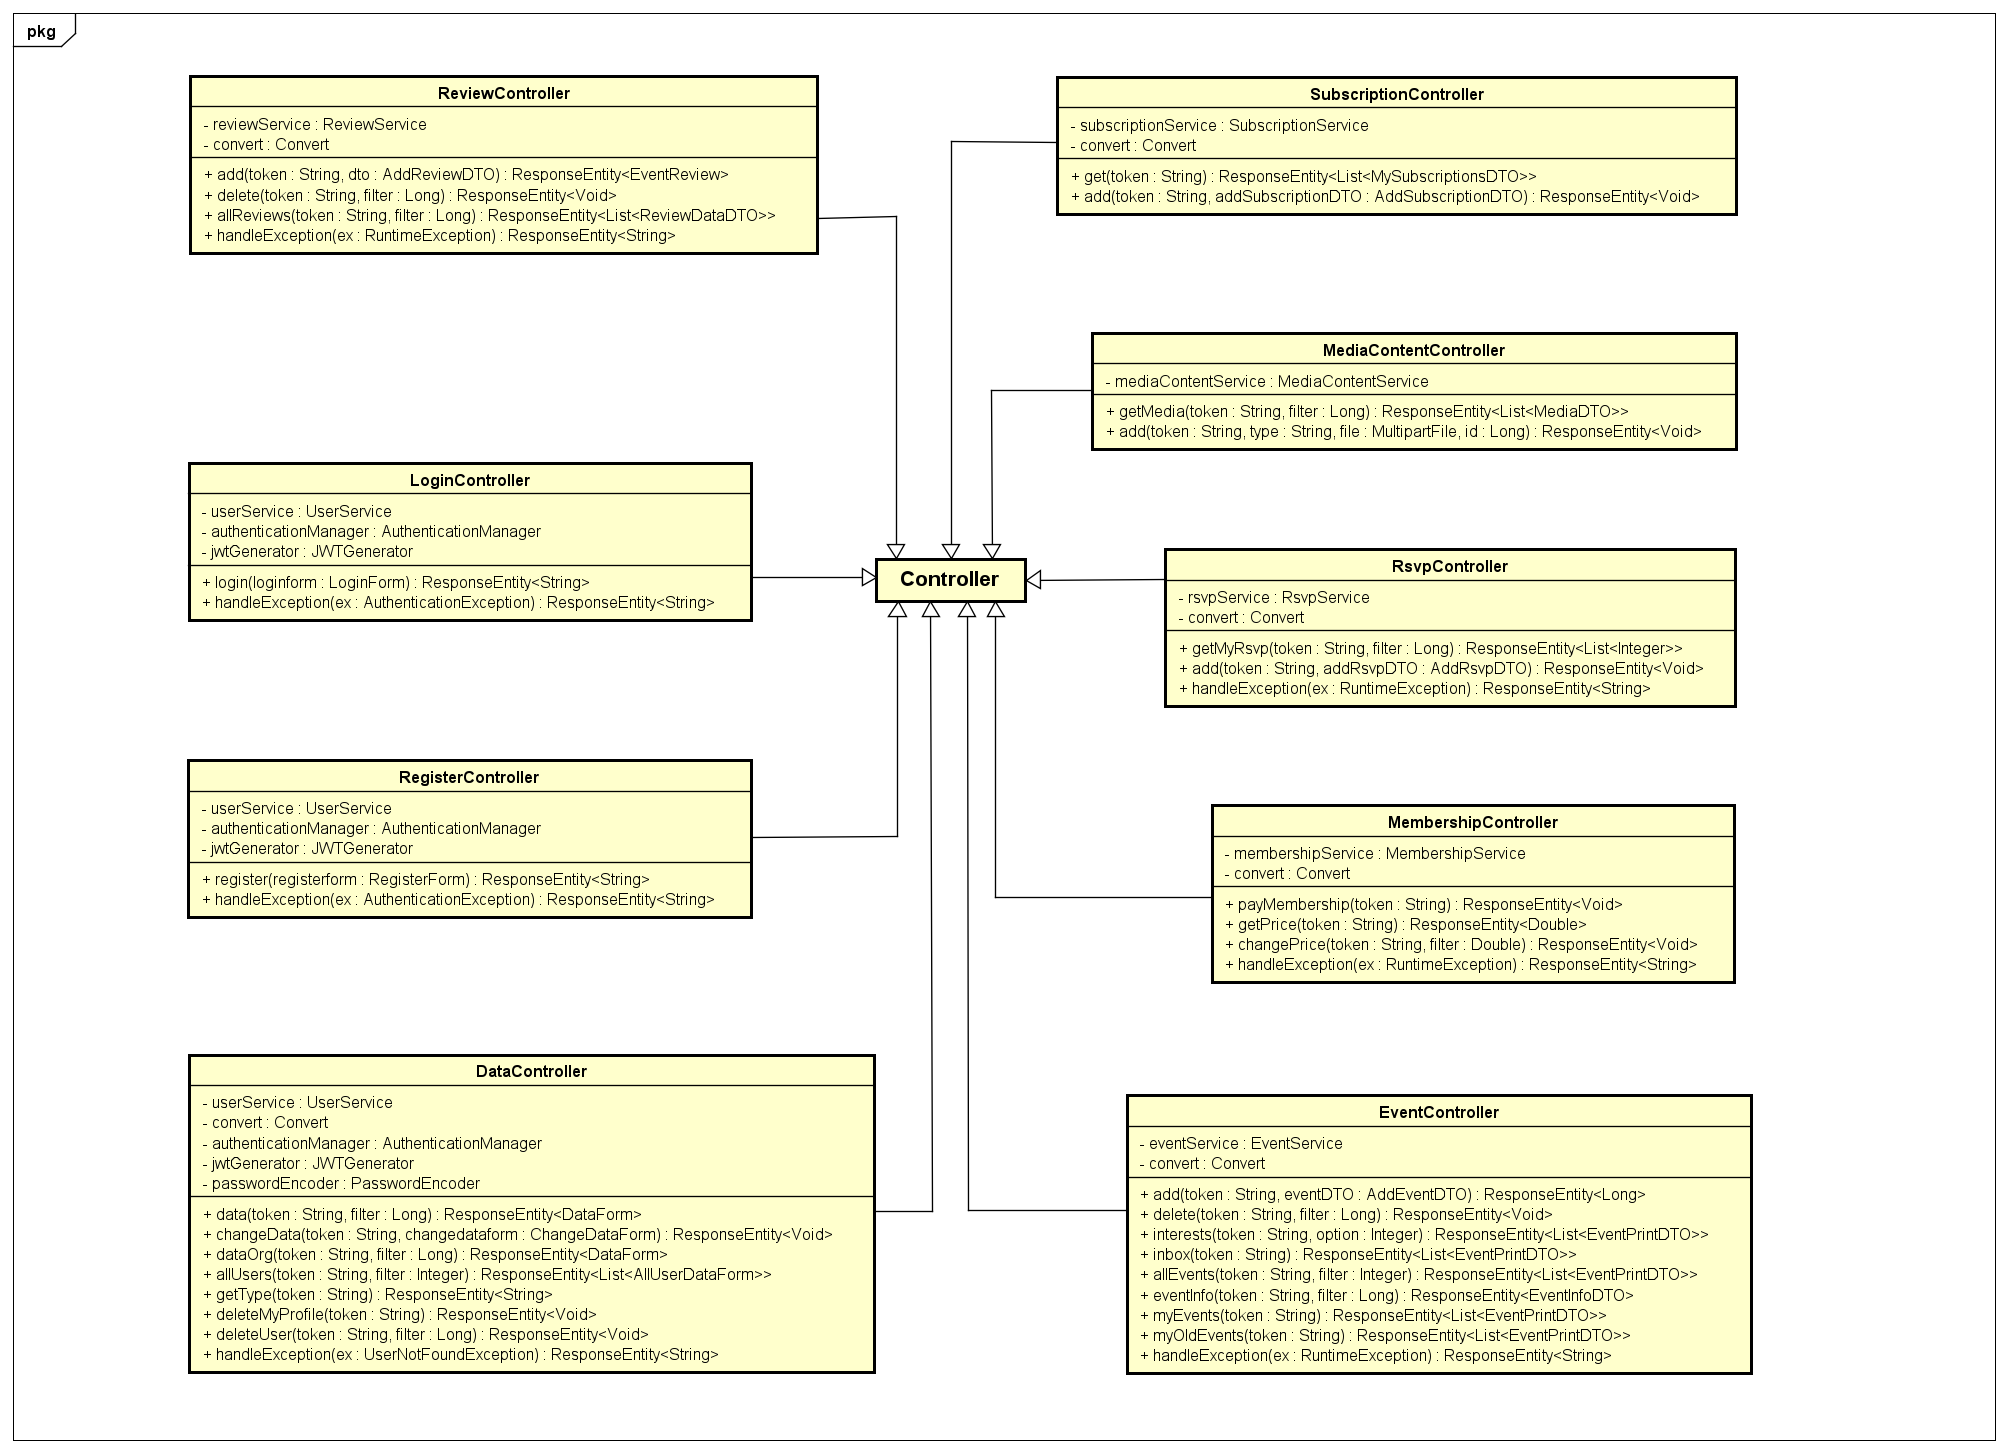 pkg
ReviewController
- reviewService : ReviewService
- convert : Convert
+ add(token : String, dto : AddReviewDTO) : ResponseEntity<EventReview>
+ delete(token : String, filter : Long) : ResponseEntity<Void>
+ allReviews(token : String, filter : Long) : ResponseEntity<List<ReviewDataDTO>>
+ handleException(ex : RuntimeException) : ResponseEntity<String>
SubscriptionController
- subscriptionService : SubscriptionService
- convert : Convert
+ get(token : String) : ResponseEntity<List<MySubscriptionsDTO>>
+ add(token : String, addSubscriptionDTO : AddSubscriptionDTO) : ResponseEntity<Void>
MediaContentController
- mediaContentService : MediaContentService
+ getMedia(token : String, filter : Long) : ResponseEntity<List<MediaDTO>>
+ add(token : String, type : String, file : MultipartFile, id : Long) : ResponseEntity<Void>
LoginController
- userService : UserService
- authenticationManager : AuthenticationManager
- jwtGenerator : JWTGenerator
+ login(loginform : LoginForm) : ResponseEntity<String>
+ handleException(ex : AuthenticationException) : ResponseEntity<String>
Controller
RsvpController
- rsvpService : RsvpService
- convert : Convert
+ getMyRsvp(token : String, filter : Long) : ResponseEntity<List<Integer>>
+ add(token : String, addRsvpDTO : AddRsvpDTO) : ResponseEntity<Void>
+ handleException(ex : RuntimeException) : ResponseEntity<String>
RegisterController
- userService : UserService
- authenticationManager : AuthenticationManager
- jwtGenerator : JWTGenerator
+ register(registerform : RegisterForm) : ResponseEntity<String>
+ handleException(ex : AuthenticationException) : ResponseEntity<String>
MembershipController
- membershipService : MembershipService
- convert : Convert
+ payMembership(token : String) : ResponseEntity<Void>
+ getPrice(token : String) : ResponseEntity<Double>
+ changePrice(token : String, filter : Double) : ResponseEntity<Void>
+ handleException(ex : RuntimeException) : ResponseEntity<String>
DataController
- userService : UserService
- convert : Convert
- authenticationManager : AuthenticationManager
- jwtGenerator : JWTGenerator
- passwordEncoder : PasswordEncoder
+ data(token : String, filter : Long) : ResponseEntity<DataForm>
+ changeData(token : String, changedataform : ChangeDataForm) : ResponseEntity<Void>
+ dataOrg(token : String, filter : Long) : ResponseEntity<DataForm>
+ allUsers(token : String, filter : Integer) : ResponseEntity<List<AllUserDataForm>>
+ getType(token : String) : ResponseEntity<String>
+ deleteMyProfile(token : String) : ResponseEntity<Void>
+ deleteUser(token : String, filter : Long) : ResponseEntity<Void>
+ handleException(ex : UserNotFoundException) : ResponseEntity<String>
EventController
- eventService : EventService
- convert : Convert
+ add(token : String, eventDTO : AddEventDTO) : ResponseEntity<Long>
+ delete(token : String, filter : Long) : ResponseEntity<Void>
+ interests(token : String, option : Integer) : ResponseEntity<List<EventPrintDTO>>
+ inbox(token : String) : ResponseEntity<List<EventPrintDTO>>
+ allEvents(token : String, filter : Integer) : ResponseEntity<List<EventPrintDTO>>
+ eventInfo(token : String, filter : Long) : ResponseEntity<EventInfoDTO>
+ myEvents(token : String) : ResponseEntity<List<EventPrintDTO>>
+ myOldEvents(token : String) : ResponseEntity<List<EventPrintDTO>>
+ handleException(ex : RuntimeException) : ResponseEntity<String>